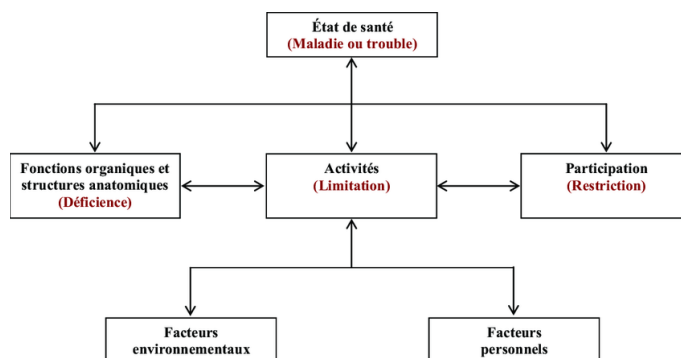 État de santé
(Maladie ou trouble)
Fonctions organiques et
structures anatomiques
(Déficience)
Activités
(Limitation)
Participation
(Restriction)
Facteurs
environnementaux
Facteurs
personnels